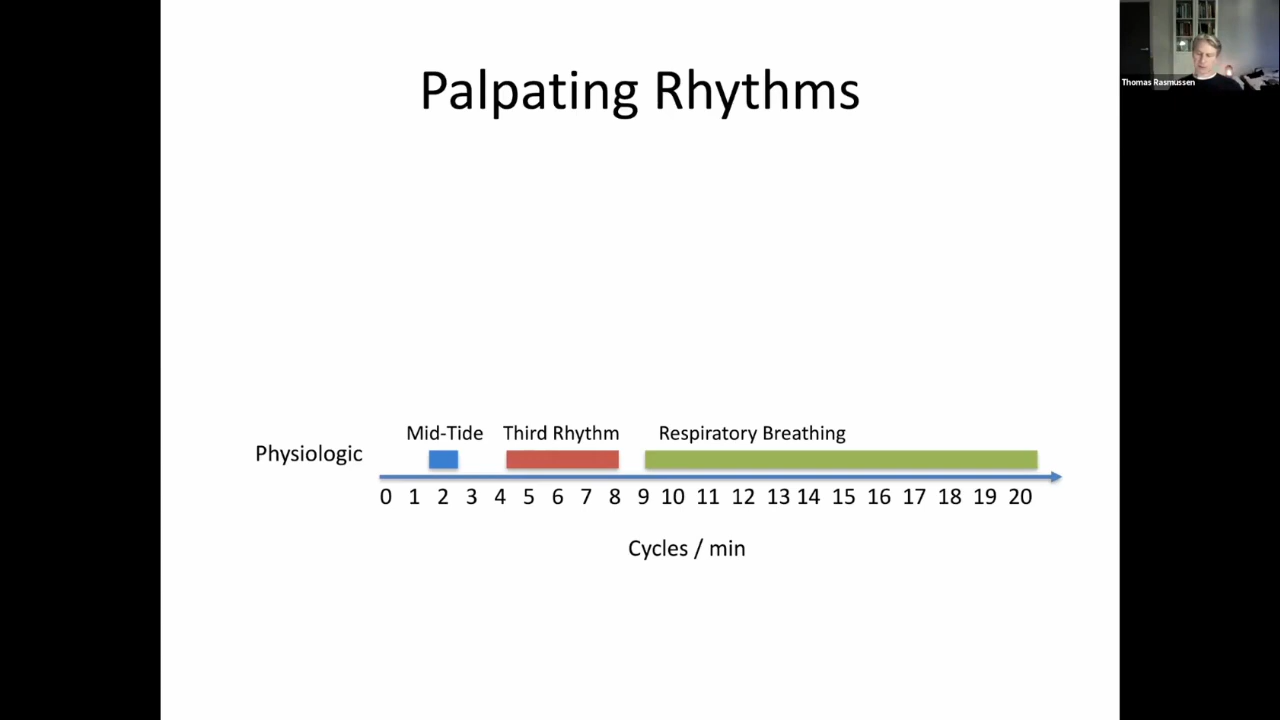 Palpating Rhythms
Thomas Rasmussen
Mid-Tide Third Rhythm Respiratory Breathing
Physiologic
0 1 2 3 4 5 6 7 8 9 10 11 12 13 14 15 16 17 18 19 20
Cycles / min